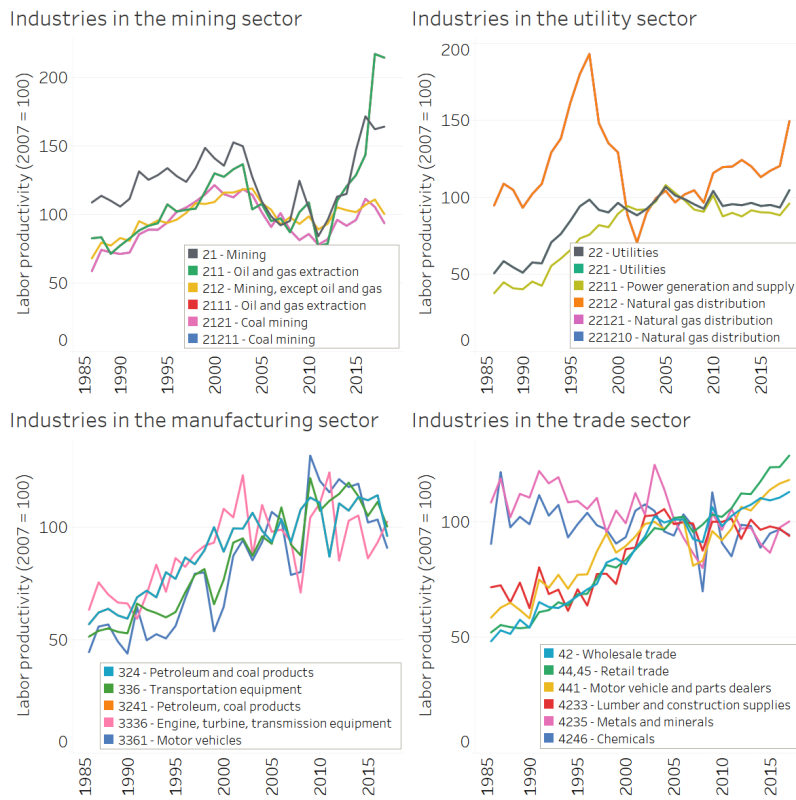 Industries in the mining sector
Labor productivity (2007 = 100)
200
150
100
50
0
21 - Mining
211 - Oil and gas extraction
212 - Mining, except oil and gas
2111 - Oil and gas extraction
2121 - Coal mining
21211 - Coal mining
1985
1990
1995
2000
2005
2010
2015
Industries in the utility sector
Labor productivity (2007 = 100)
200
150
100
50
0
22 - Utilities
221 - Utilities
2211 - Power generation and supply
2212 - Natural gas distribution
22121 - Natural gas distribution
221210 - Natural gas distribution
1985
1990
1995
2000
2005
2010
2015
Industries in the manufacturing sector
Labor productivity (2007 = 100)
100
50
0
324 - Petroleum and coal products
336 - Transportation equipment
3241 - Petroleum, coal products
3336 - Engine, turbine, transmission equipment
3361 - Motor vehicles
1985
1990
1995
2000
2005
2010
2015
Industries in the trade sector
Labor productivity (2007 = 100)
100
50
0
42 - Wholesale trade
44,45 - Retail trade
441 - Motor vehicle and parts dealers
4233 - Lumber and construction supplies
4235 - Metals and minerals
4246 - Chemicals
1985
1990
1995
2000
2005
2010
2015